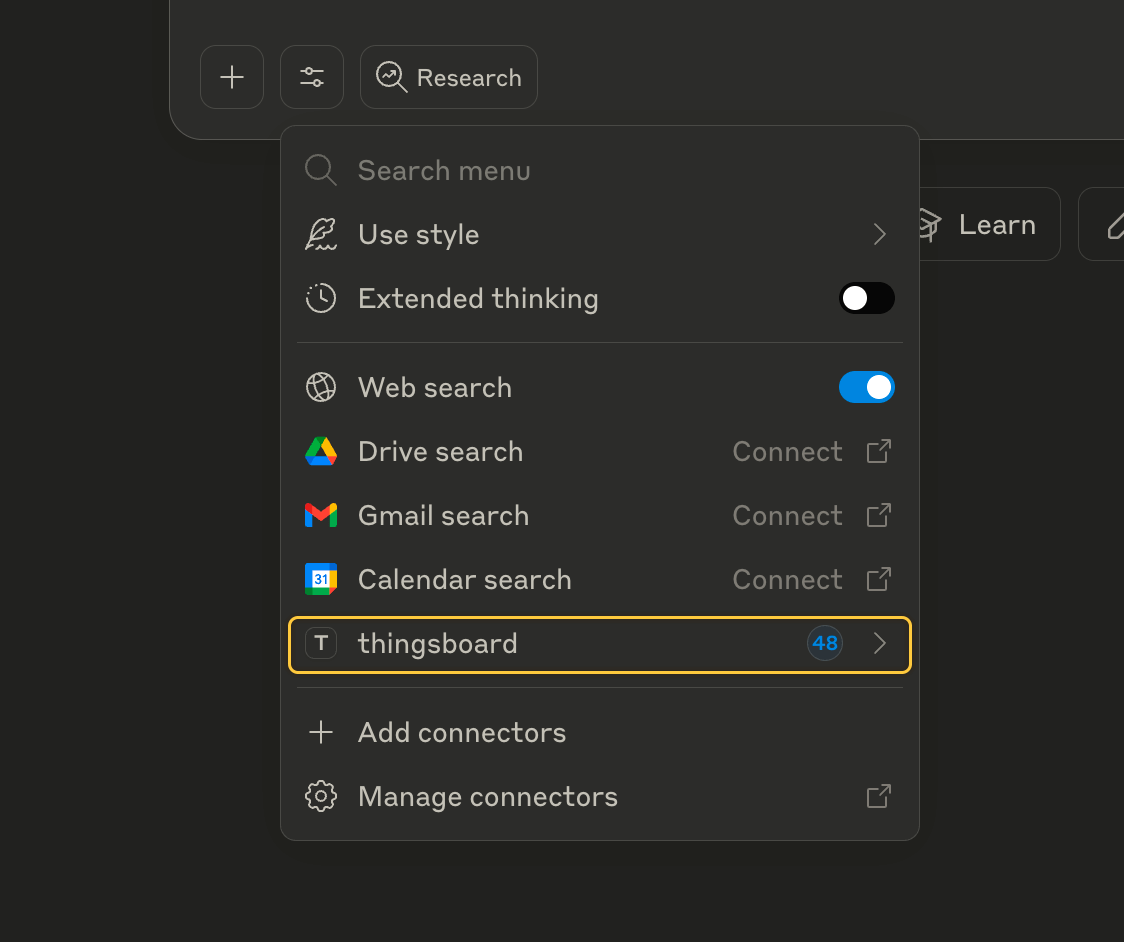 Research
Search menu
Use style
Learn
Extended thinking
Web search
Drive search Connect
Gmail search Connect
31 Calendar search Connect
T thingsboard 48
Add connectors
Manage connectors